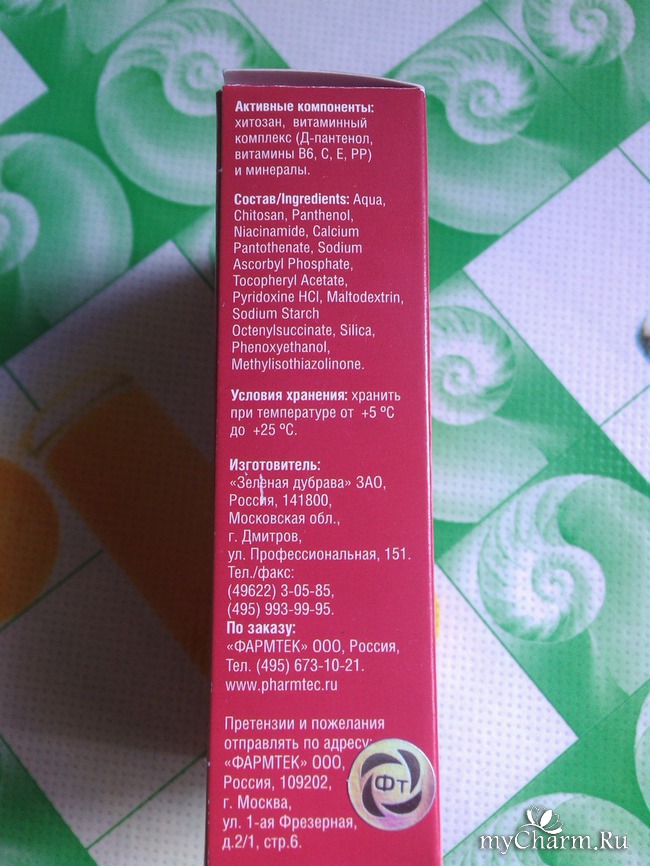 Активные компоненты:
хитозан, витаминный
комплекс (Д-пантенол,
витамины В6, С, Е, РР)
и минералы.
Состав/Ingredients: Aqua,
Chitosan, Panthenol,
Niacinamide, Calcium
Pantothenate, Sodium
Ascorbyl Phosphate,
Tocopheryl Acetate,
Pyridoxine HCl, Maltodextrin,
Sodium Starch
Octenylsuccinate, Silica,
Phenoxyethanol,
Methylisothiazolinone.
Условия хранения: хранить
при температуре от +5 ºС
до +25 ºС.
Изготовитель:
«Зеленая дубрава» ЗАО,
Россия, 141800,
Московская обл.,
г. Дмитров,
ул. Профессиональная, 151.
Тел./факс:
(49622) 3-05-85,
(495) 993-99-95.
По заказу:
«ФАРМТЕК» ООО, Россия,
Тел. (495) 673-10-21.
www.pharmtec.ru
Претензии и пожелания
отправлять по адресу:
«ФАРМТЕК» ООО,
Россия, 109202,
г. Москва,
ул. 1-ая Фрезерная,
д.2/1, стр.6.
ФТ
myCharm.Ru